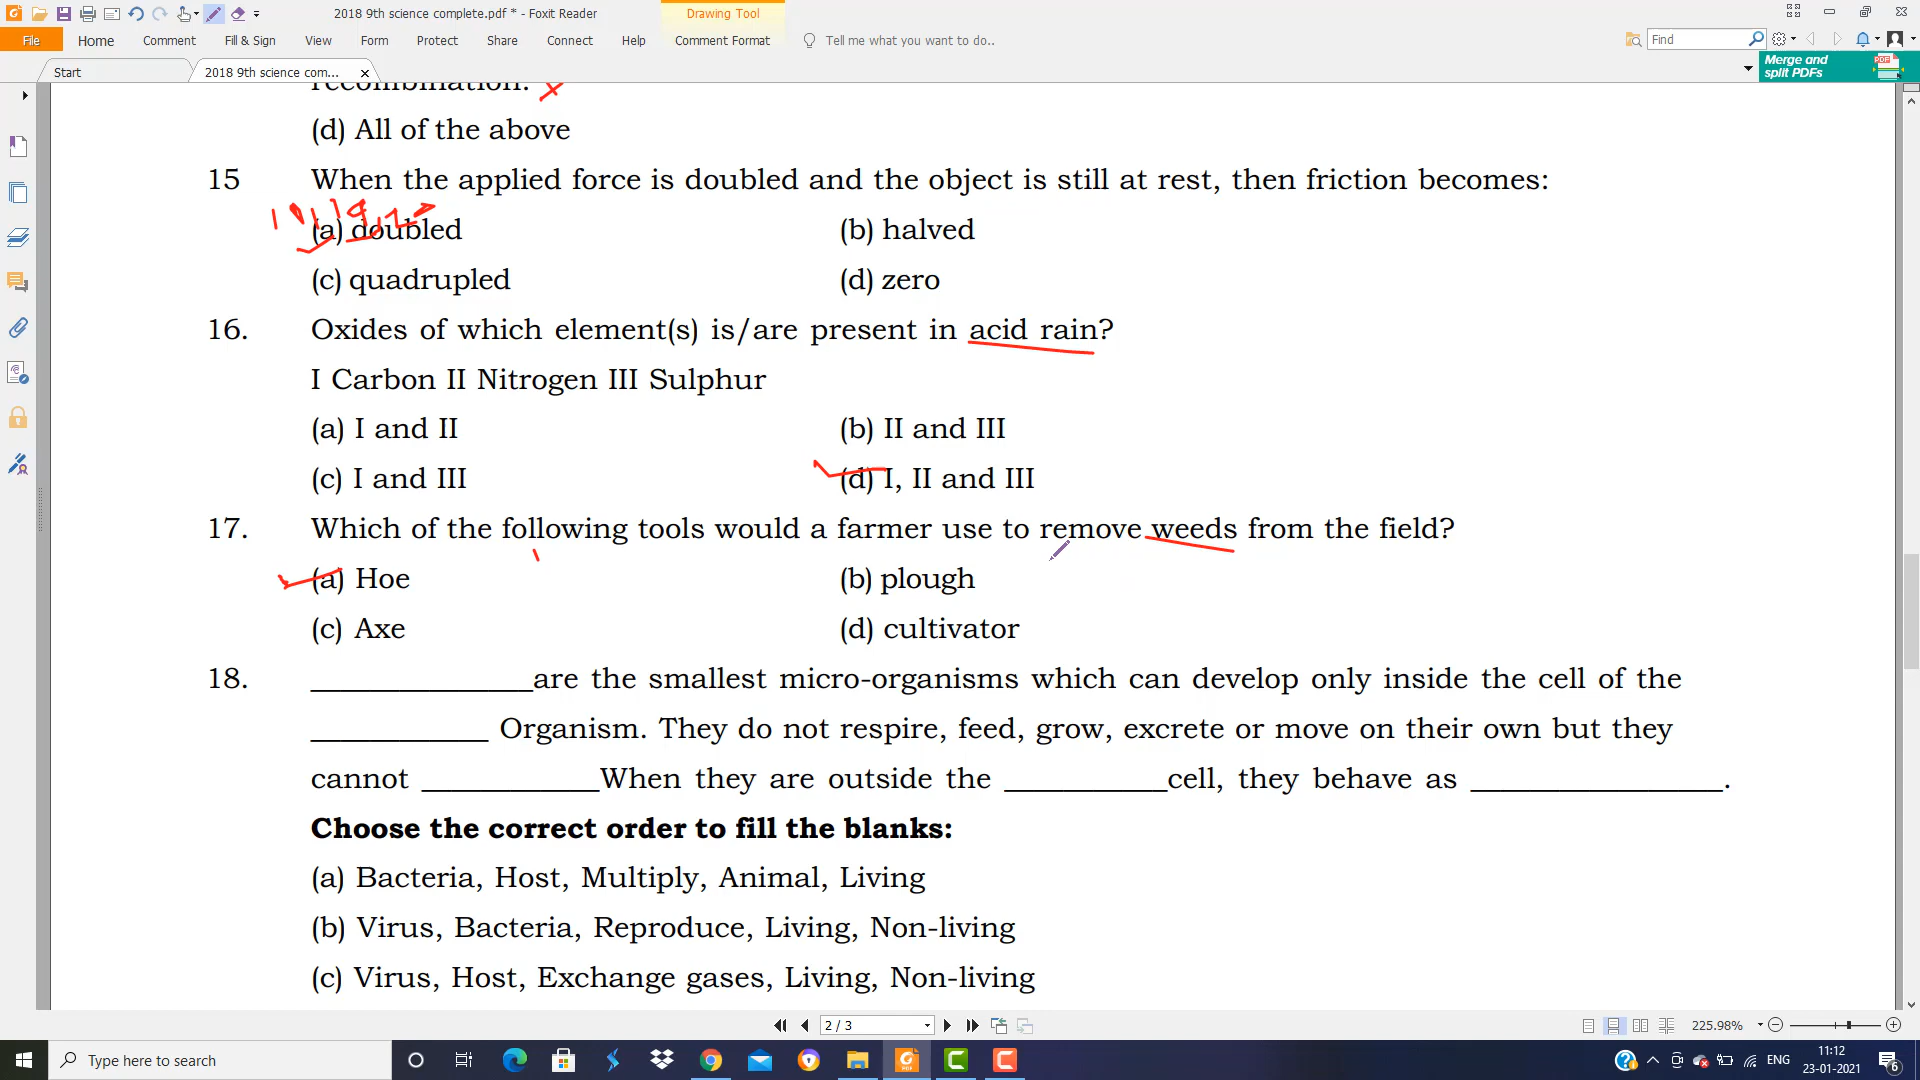 2018 9th science complete.pdf * - Foxit Reader
Drawing Tool
File Home Comment Fill & Sign View Form Protect Share Connect Help Comment Format Tell me what you want to do.. Find
Start 2018 9th science com... × Merge and split PDFs
recombination.
(d) All of the above
15 When the applied force is doubled and the object is still at rest, then friction becomes:
(a) doubled (b) halved
(c) quadrupled (d) zero
16. Oxides of which element(s) is/are present in acid rain?
I Carbon II Nitrogen III Sulphur
(a) I and II (b) II and III
(c) I and III (d) I, II and III
17. Which of the following tools would a farmer use to remove weeds from the field?
(a) Hoe (b) plough
(c) Axe (d) cultivator
18. _______________are the smallest micro-organisms which can develop only inside the cell of the
____________ Organism. They do not respire, feed, grow, excrete or move on their own but they
cannot ____________When they are outside the ___________cell, they behave as _________________.
Choose the correct order to fill the blanks:
(a) Bacteria, Host, Multiply, Animal, Living
(b) Virus, Bacteria, Reproduce, Living, Non-living
(c) Virus, Host, Exchange gases, Living, Non-living
2 / 3 225.98%
Type here to search ENG 11:12
23-01-2021 6